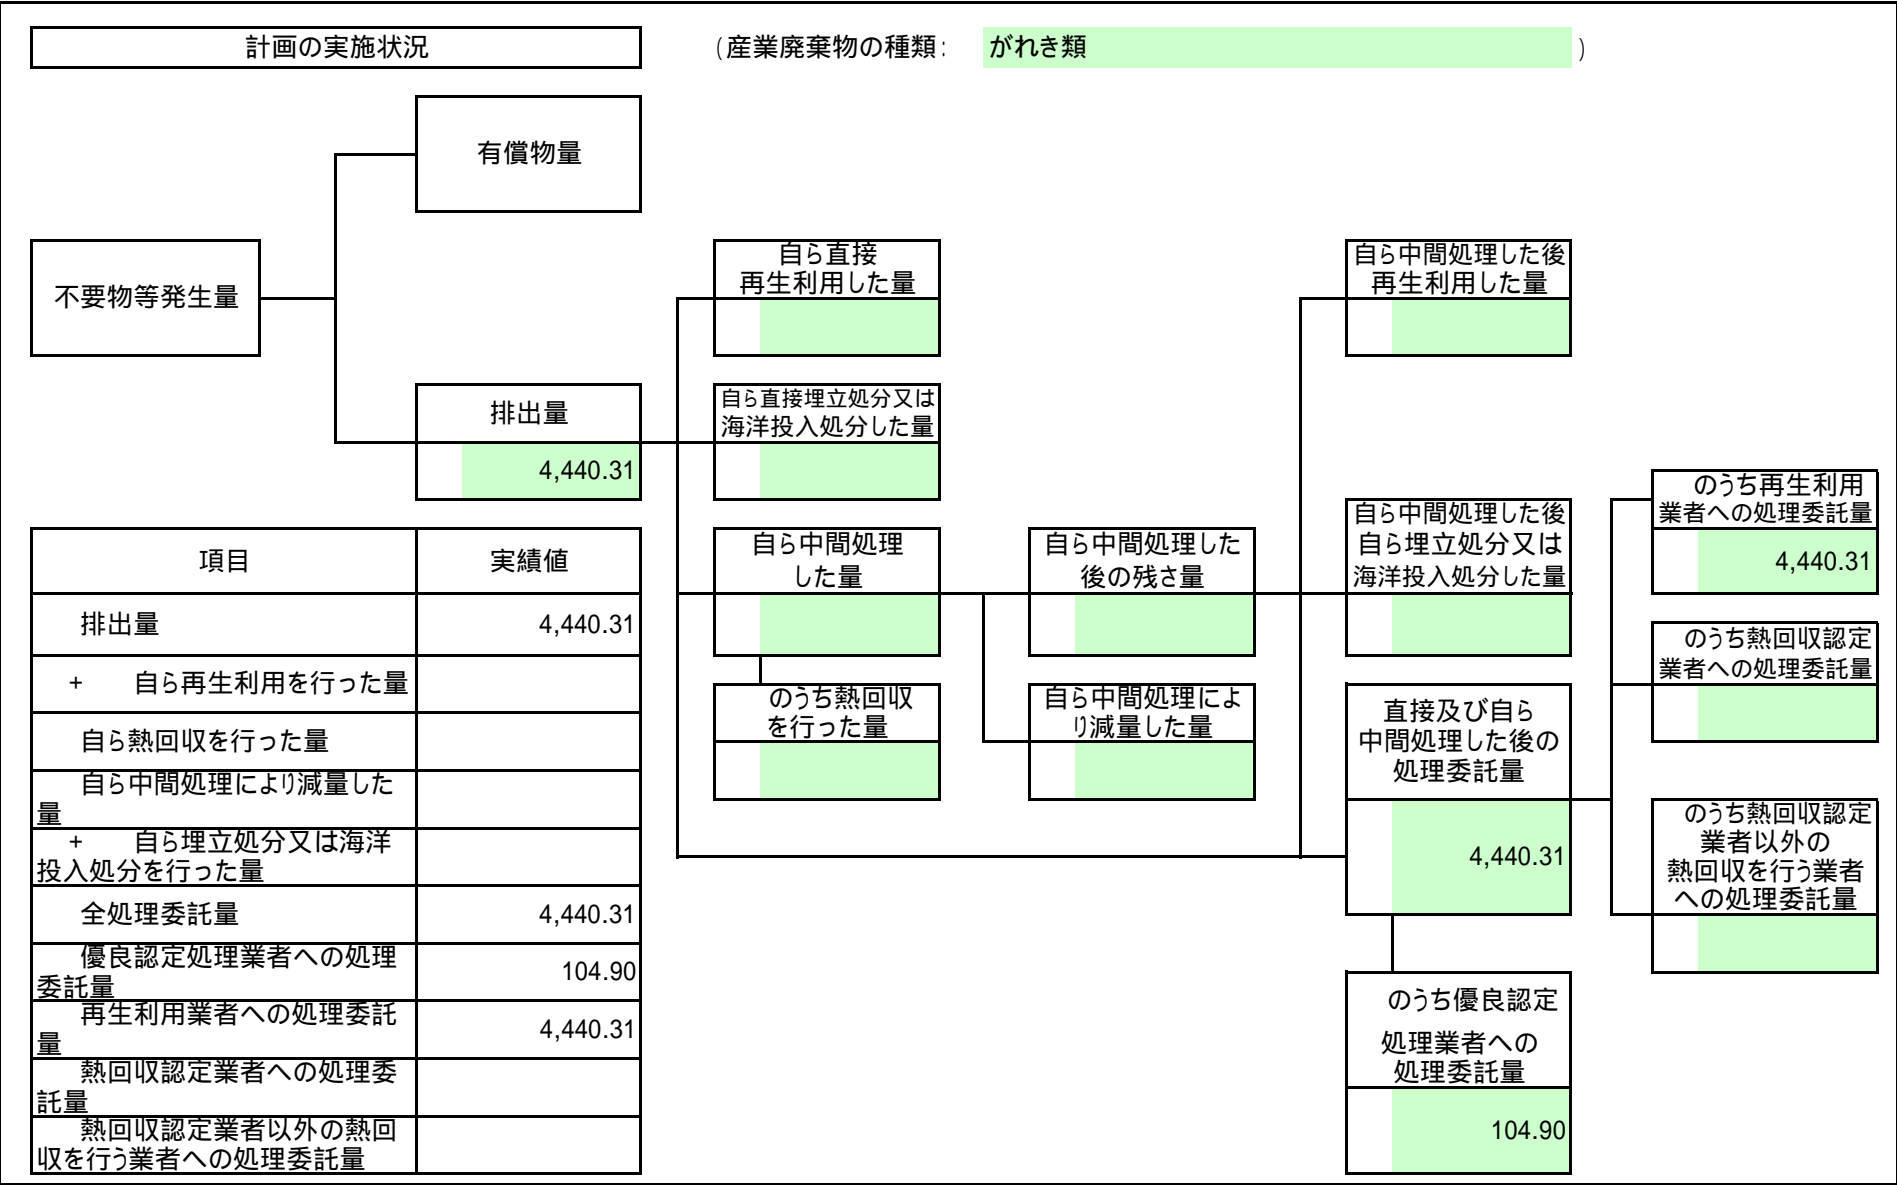 計画の実施状況
(産業廃棄物の種類: がれき類 )
有償物量
不要物等発生量
排出量
4,440.31
自ら直接
再生利用した量
自ら直接埋立処分又は
海洋投入処分した量
自ら中間処理
した量
のうち熱回収
を行った量
自ら中間処理した
後の残さ量
自ら中間処理によ
り減量した量
自ら中間処理した後
再生利用した量
自ら中間処理した後
自ら埋立処分又は
海洋投入処分した量
直接及び自ら
中間処理した後の
処理委託量
4,440.31
のうち優良認定
処理業者への
処理委託量
104.90
のうち再生利用
業者への処理委託量
4,440.31
のうち熱回収認定
業者への処理委託量
のうち熱回収認定
業者以外の
熱回収を行う業者
への処理委託量
項目 実績値
排出量 4,440.31
+ 自ら再生利用を行った量
自ら熱回収を行った量
自ら中間処理により減量した
量
+ 自ら埋立処分又は海洋
投入処分を行った量
全処理委託量 4,440.31
優良認定処理業者への処理
委託量 104.90
再生利用業者への処理委託
量 4,440.31
熱回収認定業者への処理委
託量
熱回収認定業者以外の熱回
収を行う業者への処理委託量